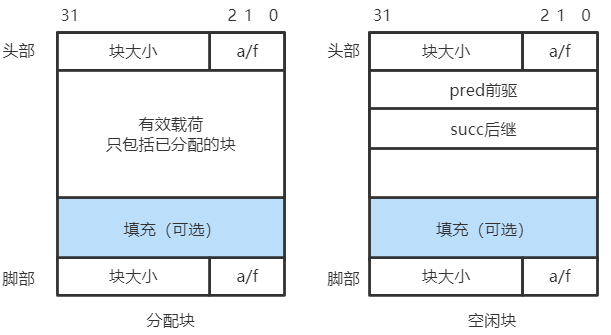 31 2 1 0
头部 块大小 a/f
有效载荷
只包括已分配的块
填充（可选）
脚部 块大小 a/f
分配块
31 2 1 0
头部 块大小 a/f
pred前驱
succ后继
填充（可选）
脚部 块大小 a/f
空闲块